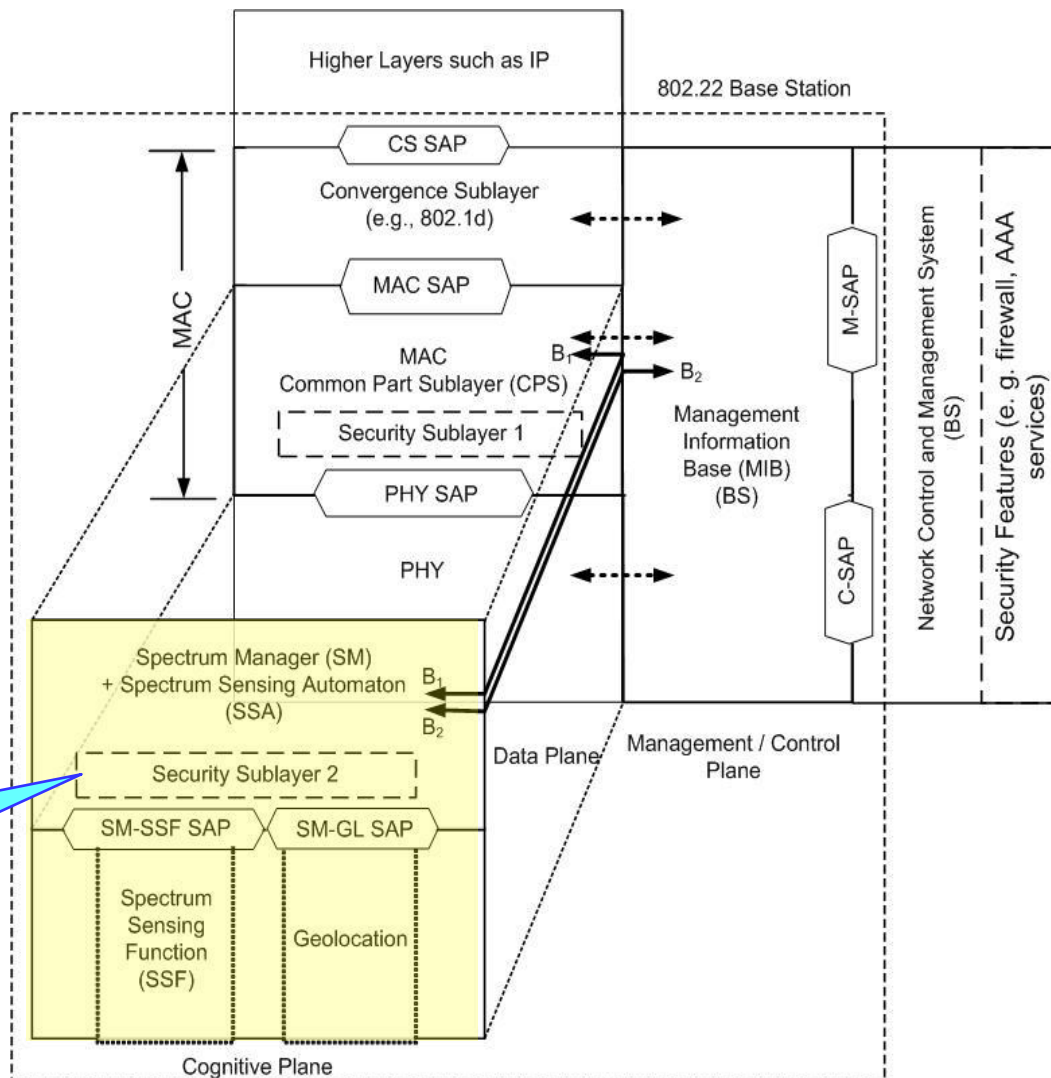 Higher Layers such as IP
802.22 Base Station
CS SAP
Convergence Sublayer
(e.g., 802.1d)
MAC SAP
MAC
MAC
Common Part Sublayer (CPS)
B1
B2
Security Sublayer 1
PHY SAP
PHY
Management
Information
Base (MIB)
(BS)
M-SAP
C-SAP
Network Control and Management System
(BS)
Security Features (e. g. firewall, AAA
services)
Spectrum Manager (SM)
+ Spectrum Sensing Automaton
(SSA)
B1
B2
Security Sublayer 2
Data Plane
Management / Control
Plane
SM-SSF SAP
SM-GL SAP
Spectrum
Sensing
Function
(SSF)
Geolocation
Cognitive Plane